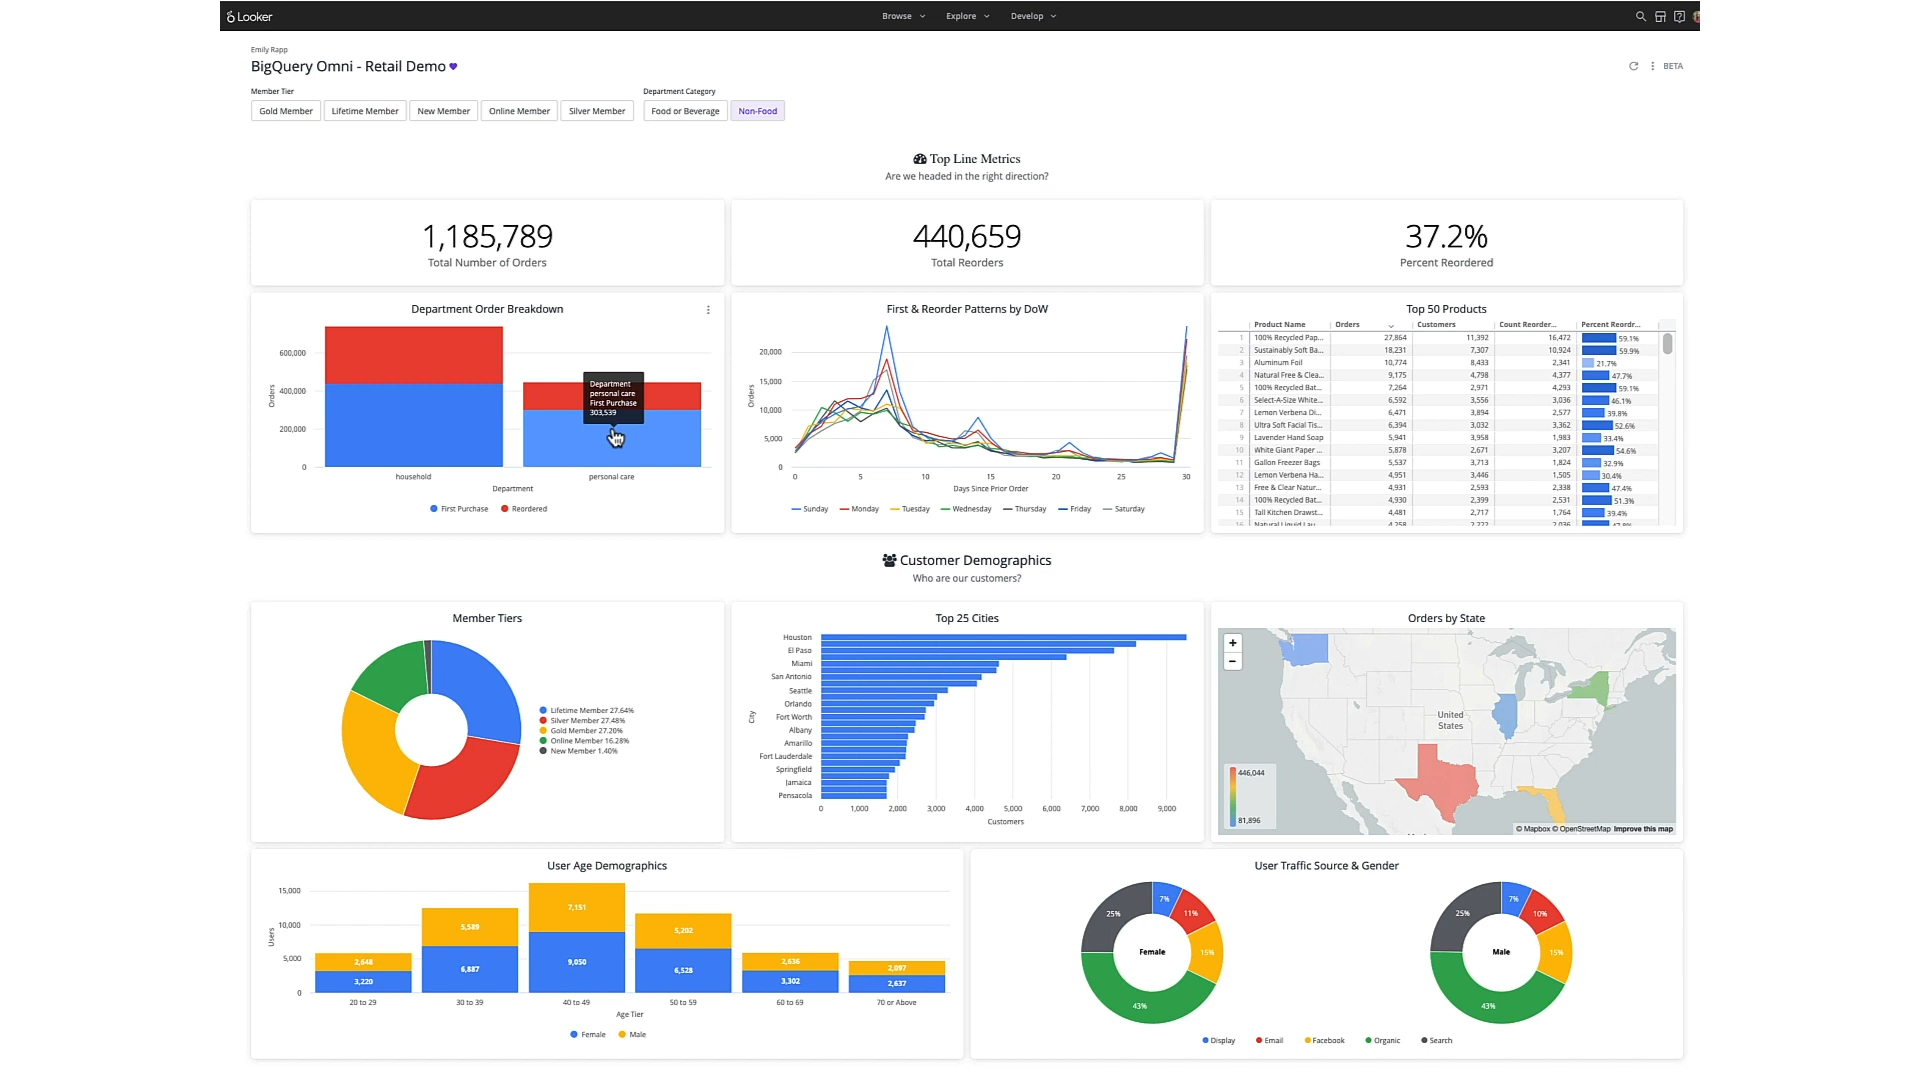 Looker
Browse
Explore
Develop
Emily Rapp
BigQuery Omni - Retail Demo
BETA
Member Tier
Department Category
Gold Member
Lifetime Member
New Member
Online Member
Silver Member
Food or Beverage
Non-Food
Top Line Metrics
Are we headed in the right direction?
1,185,789
Total Number of Orders
440,659
Total Reorders
37.2%
Percent Reordered
Department Order Breakdown
600,000
400,000
200,000
0
Orders
Department
personal care
First Purchase
303,539
household
personal care
Department
First Purchase
Reordered
First & Reorder Patterns by DoW
20,000
15,000
10,000
5,000
0
Orders
0 5 10 15 20 25 30
Days Since Prior Order
Sunday Monday Tuesday Wednesday Thursday Friday Saturday
Top 50 Products
Product Name Orders Customers Count Reorder... Percent Reordr...
1 100% Recycled Pap... 27,864 11,392 16,472 59.1%
2 Sustainably Soft Ba... 18,231 7,307 10,924 59.9%
3 Aluminum Foil 10,774 8,433 2,341 21.7%
4 Natural Free & Clea... 9,175 4,798 4,377 47.7%
5 100% Recycled Bat... 7,264 2,971 4,293 59.1%
6 Select-A-Size White... 6,592 3,556 3,036 46.1%
7 Lemon Verbena Di... 6,471 3,894 2,577 39.8%
8 Ultra Soft Facial Tis... 6,394 3,032 3,362 52.6%
9 Lavender Hand Soap 5,941 3,958 1,983 33.4%
10 White Giant Paper ... 5,878 2,671 3,207 54.6%
11 Gallon Freezer Bags 5,537 3,713 1,824 32.9%
12 Lemon Verbena Ha... 4,951 3,446 1,505 30.4%
13 Free & Clear Natur... 4,931 2,593 2,338 47.4%
14 100% Recycled Bat... 4,930 2,399 2,531 51.3%
15 Tall Kitchen Drawst... 4,481 2,717 1,764 39.4%
16 Natural Liquid Lau... 4,258 2,222 2,036 47.8%
Customer Demographics
Who are our customers?
Member Tiers
Lifetime Member 27.64%
Silver Member 27.48%
Gold Member 27.20%
Online Member 16.28%
New Member 1.40%
Top 25 Cities
Houston
El Paso
Miami
San Antonio
Seattle
Orlando
Fort Worth
Albany
Amarillo
Fort Lauderdale
Springfield
Jamaica
Pensacola
City
0 1,000 2,000 3,000 4,000 5,000 6,000 7,000 8,000 9,000
Customers
Orders by State
+
−
United
States
446,044
81,896
© Mapbox © OpenStreetMap Improve this map
User Age Demographics
15,000
10,000
5,000
0
Users
2,648 5,589 7,151 5,202 2,636 2,097
3,220 6,887 9,050 6,528 3,302 2,637
20 to 29 30 to 39 40 to 49 50 to 59 60 to 69 70 or Above
Age Tier
Female Male
User Traffic Source & Gender
7%
11%
15%
43%
25%
Female
7%
10%
15%
43%
25%
Male
Display Email Facebook Organic Search